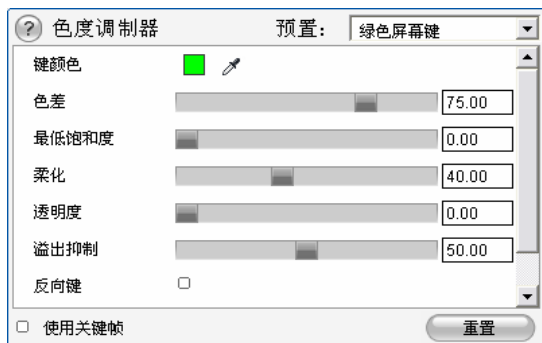 ? 色度调制器 预置： 绿色屏幕键
键颜色
色差 75.00
最低饱和度 0.00
柔化 40.00
透明度 0.00
溢出抑制 50.00
反向键
使用关键帧 重置